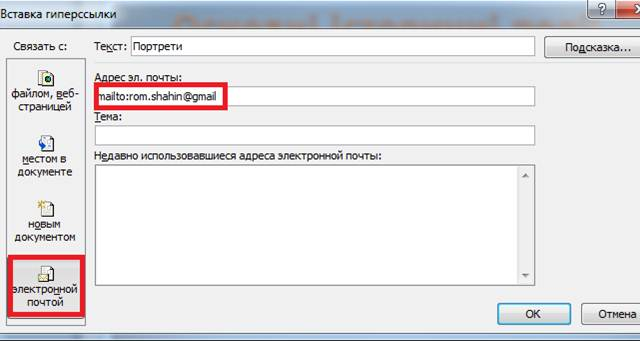 Вставка гиперссылки
Связать с:
Текст: Портрети
Подсказка...
файлом, веб-
страницей
Адрес эл. почты:
mailto:rom.shahin@gmail
Тема:
местом в
документе
Недавно использовавшиеся адреса электронной почты:
новым
документом
электронной
почтой
ОК
Отмена